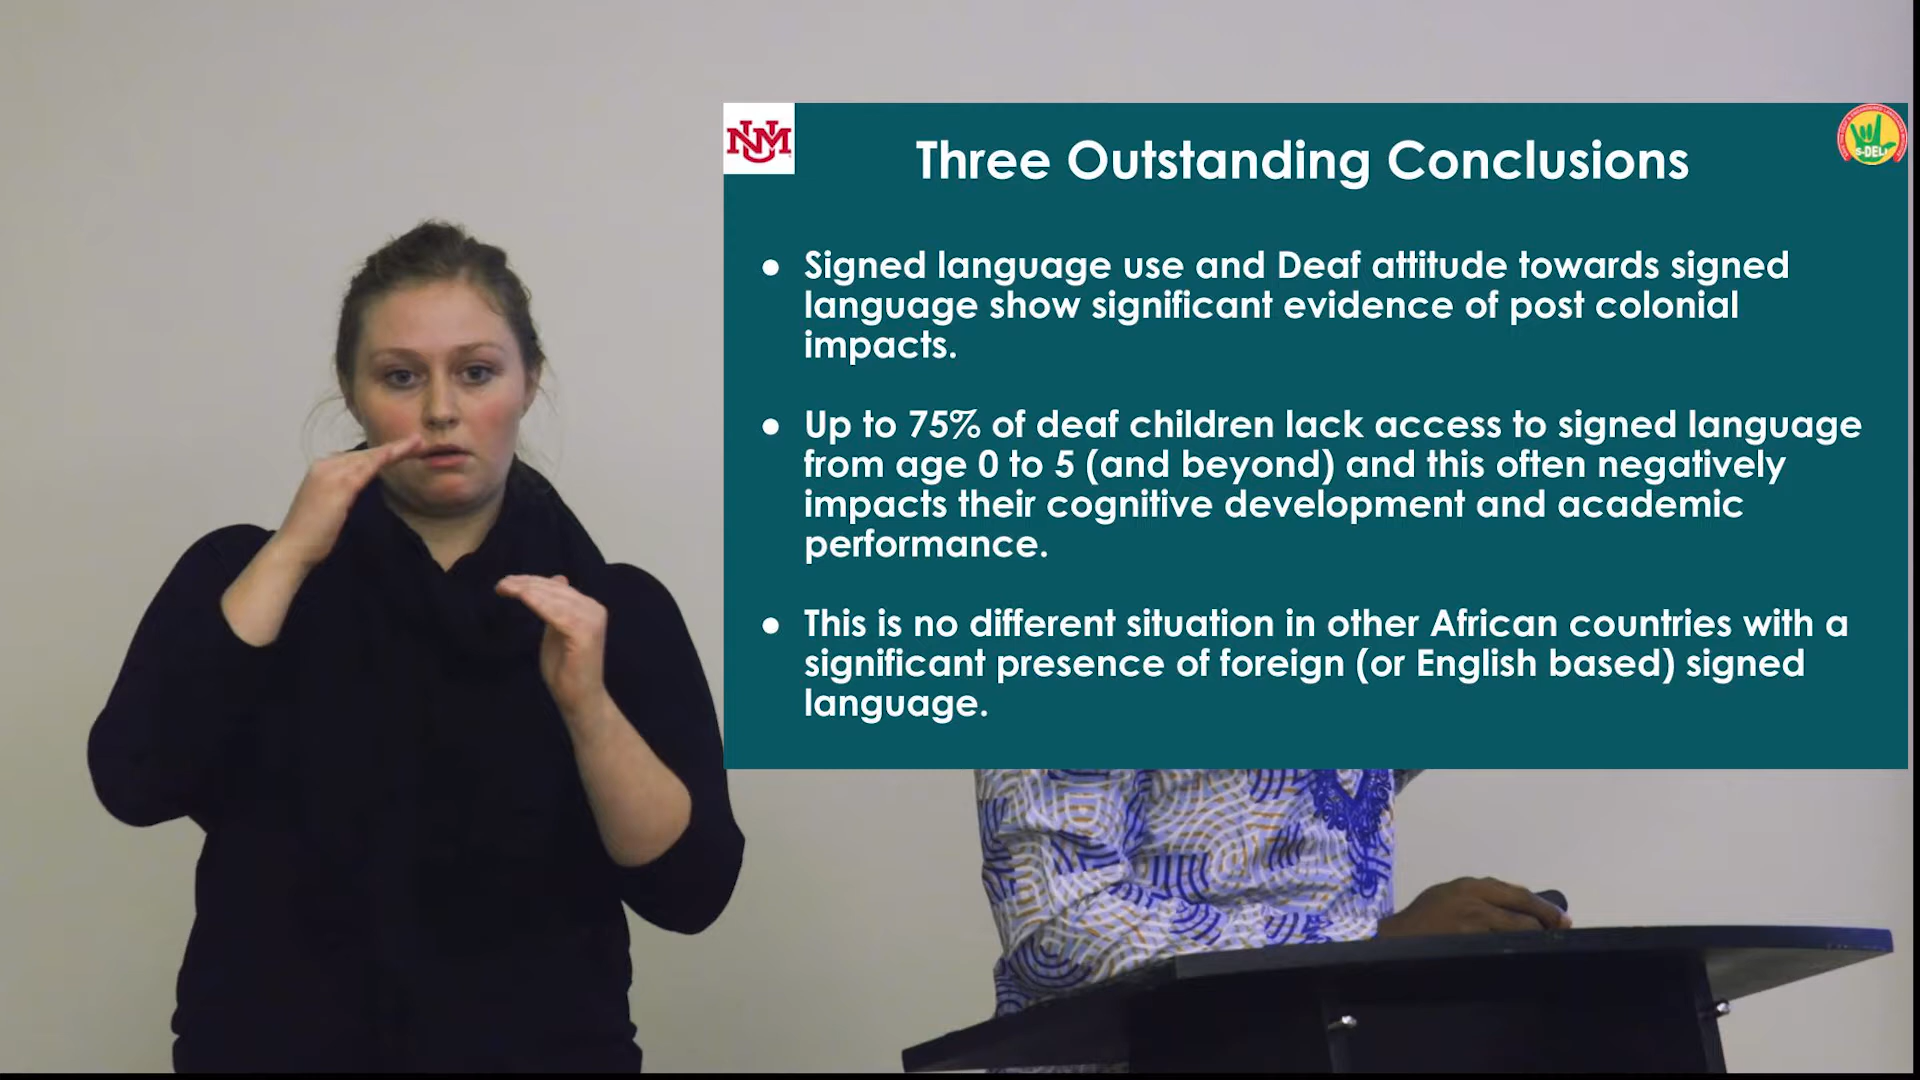 UNM
Three Outstanding Conclusions
S-DELI
● Signed language use and Deaf attitude towards signed
language show significant evidence of post colonial
impacts.
● Up to 75% of deaf children lack access to signed language
from age 0 to 5 (and beyond) and this often negatively
impacts their cognitive development and academic
performance.
● This is no different situation in other African countries with a
significant presence of foreign (or English based) signed
language.